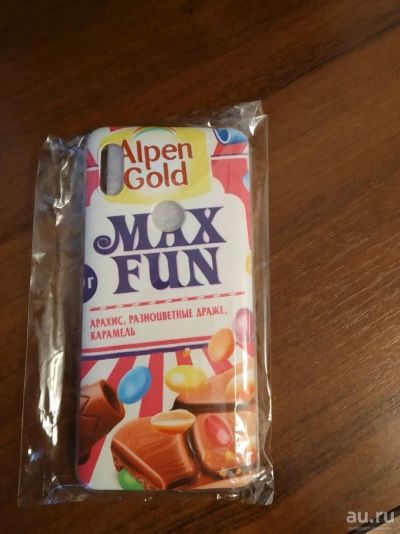 Alpen
Gold
MAX
FUN
АРАХИС, РАЗНОЦВЕТНЫЕ ДРАЖЕ,
КАРАМЕЛЬ
au.ru